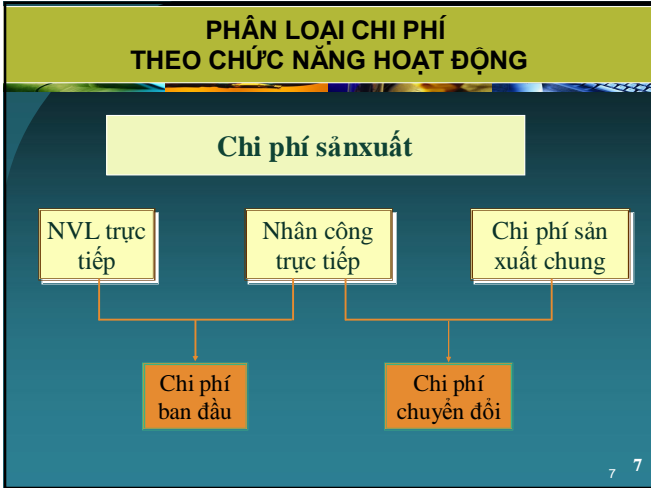 PHÂN LOẠI CHI PHÍ
THEO CHỨC NĂNG HOẠT ĐỘNG
Chi phí sảnxuất
NVL trực
tiếp
Nhân công
trực tiếp
Chi phí sản
xuất chung
Chi phí
ban đầu
Chi phí
chuyển đổi
7
7